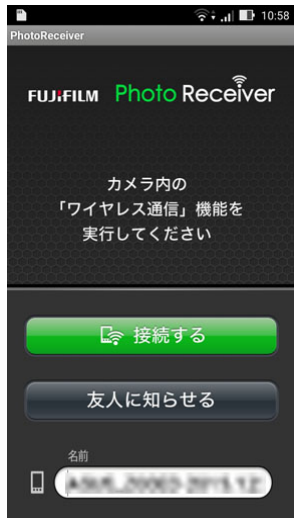 10:58
PhotoReceiver
FUJIFILM Photo Receiver
カメラ内の
「ワイヤレス通信」機能を
実行してください
接続する
友人に知らせる
名前